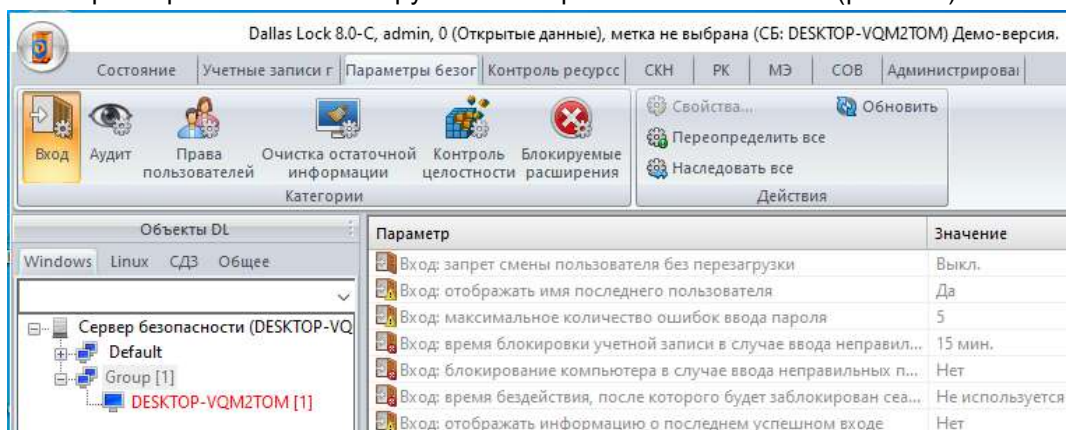 Dallas Lock 8.0-C, admin, 0 (Открытые данные), метка не выбрана (СБ: DESKTOP-VQM2TOM) Демо-версия.
Состояние Учетные записи г Параметры безог Контроль ресурсс СКН РК МЭ СОВ Администрироваі
Вход Аудит Права пользователей Очистка остаточной информации Контроль целостности Блокируемые расширения
Категории
Свойства... Обновить
Переопределить все
Наследовать все
Действия
Объекты DL
Windows Linux СДЗ Общее
Сервер безопасности (DESKTOP-VQ
Default
Group [1]
DESKTOP-VQM2TOM [1]
Параметр Значение
Вход: запрет смены пользователя без перезагрузки Выкл.
Вход: отображать имя последнего пользователя Да
Вход: максимальное количество ошибок ввода пароля 5
Вход: время блокировки учетной записи в случае ввода неправил... 15 мин.
Вход: блокирование компьютера в случае ввода неправильных п... Нет
Вход: время бездействия, после которого будет заблокирован сеа... Не используется
Вход: отображать информацию о последнем успешном входе Нет